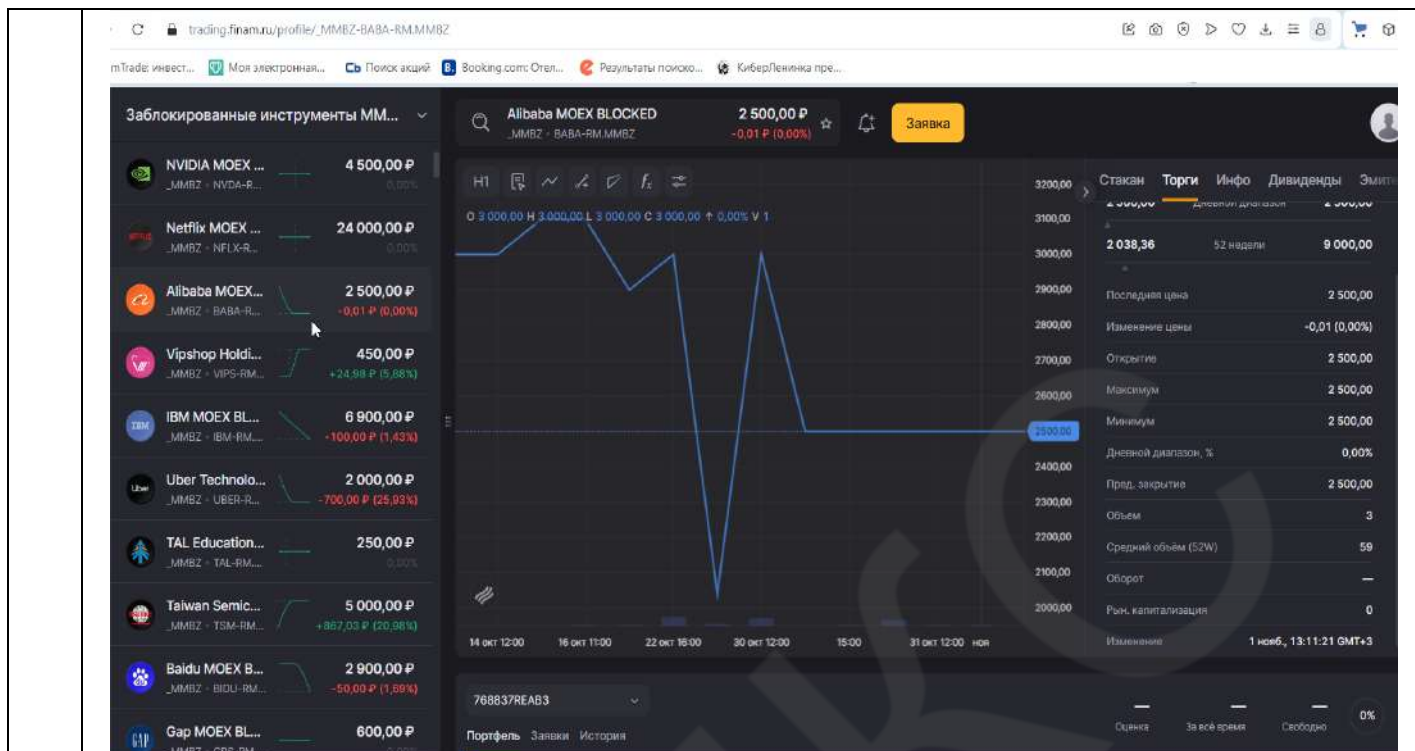 trading.finam.ru/profile/_MMBZ-BABA-RM.MMBZ
mTrade: инвест...
Моя электронная...
Сb Поиск акций
B. Booking.com: Отел...
Результаты поиско...
КиберЛенинка пре...
Заблокированные инструменты MM...
NVIDIA MOEX ... 4 500,00 ₽
_MMBZ · NVDA-R... 0,00%
Netflix MOEX ... 24 000,00 ₽
_MMBZ · NFLX-R... 0,00%
Alibaba MOEX... 2 500,00 ₽
_MMBZ · BABA-R... -0,01 ₽ (0,00%)
Vipshop Holdi... 450,00 ₽
_MMBZ · VIPS-RM... +24,98 ₽ (5,88%)
IBM MOEX BL... 6 900,00 ₽
_MMBZ · IBM-RM.... -100,00 ₽ (1,43%)
Uber Technolo... 2 000,00 ₽
_MMBZ · UBER-R... -700,00 ₽ (25,93%)
TAL Education... 250,00 ₽
_MMBZ · TAL-RM.... 0,00%
Taiwan Semic... 5 000,00 ₽
_MMBZ · TSM-RM... +867,03 ₽ (20,98%)
Baidu MOEX B... 2 900,00 ₽
_MMBZ · BIDU-RM... -50,00 ₽ (1,69%)
GAP
Gap MOEX BL... 600,00 ₽
Alibaba MOEX BLOCKED 2 500,00 ₽
_MMBZ · BABA-RM.MMBZ -0,01 ₽ (0,00%)
Заявка
H1
O 3 000,00 H 3 000,00 L 3 000,00 C 3 000,00 ↑ 0,00% V 1
3200,00
3100,00
3000,00
2900,00
2800,00
2700,00
2600,00
2500.00
2400,00
2300,00
2200,00
2100,00
2000,00
14 окт 12:00 16 окт 11:00 22 окт 16:00 30 окт 12:00 15:00 31 окт 12:00 ноя
Стакан Торги Инфо Дивиденды Эмит
2 500,00 Дневной диапазон 2 500,00
2 038,36 52 недели 9 000,00
Последняя цена 2 500,00
Изменение цены -0,01 (0,00%)
Открытие 2 500,00
Максимум 2 500,00
Минимум 2 500,00
Дневной диапазон, % 0,00%
Пред. закрытие 2 500,00
Объем 3
Средний объём (52W) 59
Оборот —
Рын. капитализация 0
Изменение 1 нояб., 13:11:21 GMT+3
768837REAB3
Портфель Заявки История
— — — 0%
Оценка За всё время Свободно